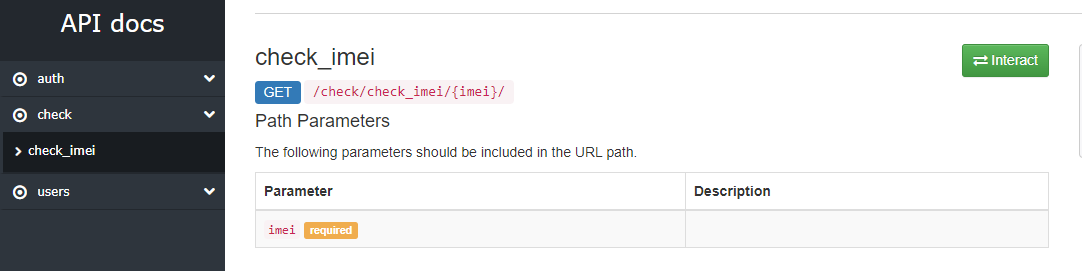 API docs
auth
check
check_imei
users
check_imei
Interact
GET /check/check_imei/{imei}/
Path Parameters
The following parameters should be included in the URL path.
Parameter Description
imei required